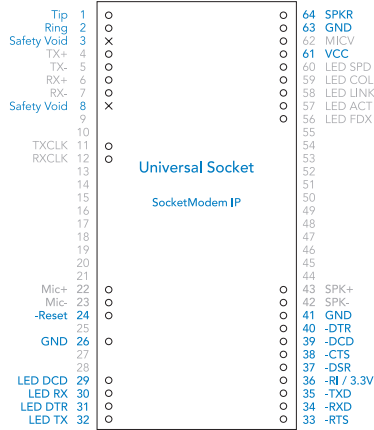 Tip 1
Ring 2
Safety Void 3
TX+ 4
TX- 5
RX+ 6
RX- 7
Safety Void 8
9
10
TXCLK 11
RXCLK 12
13
14
15
16
17
18
19
20
21
Mic+ 22
Mic- 23
-Reset 24
25
GND 26
27
28
LED DCD 29
LED RX 30
LED DTR 31
LED TX 32
Universal Socket
SocketModem IP
64 SPKR
63 GND
62 MICV
61 VCC
60 LED SPD
59 LED COL
58 LED LINK
57 LED ACT
56 LED FDX
55
54
53
52
51
50
49
48
47
46
45
44
43 SPK+
42 SPK-
41 GND
40 -DTR
39 -DCD
38 -CTS
37 -DSR
36 -RI / 3.3V
35 -TXD
34 -RXD
33 -RTS